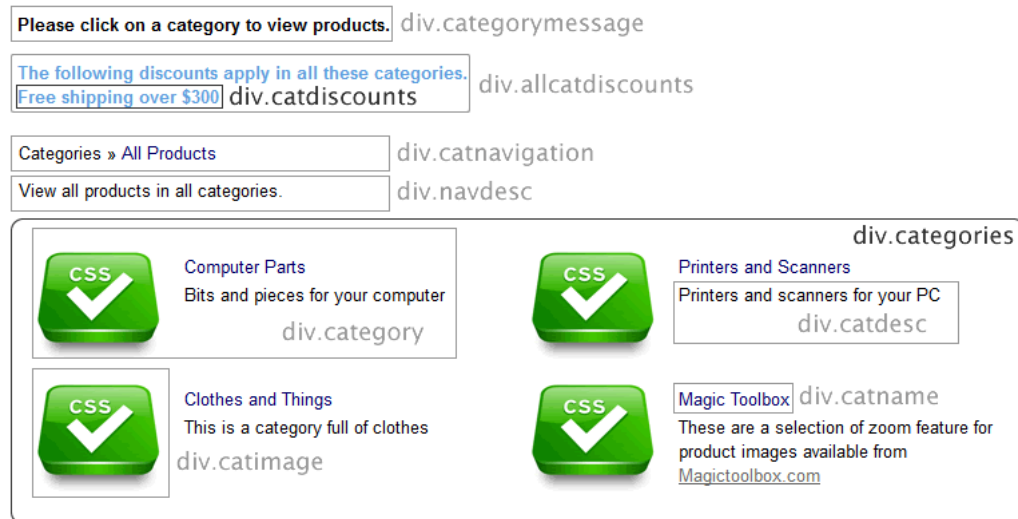 Please click on a category to view products. div.categorymessage
The following discounts apply in all these categories.
div.allcatdiscounts
Free shipping over $300 div.catdiscounts
Categories » All Products div.catnavigation
View all products in all categories. div.navdesc
div.categories
CSS
Computer Parts
Bits and pieces for your computer
div.category
CSS
Printers and Scanners
Printers and scanners for your PC
div.catdesc
CSS
Clothes and Things
This is a category full of clothes
div.catimage
CSS
Magic Toolbox div.catname
These are a selection of zoom feature for
product images available from
Magictoolbox.com